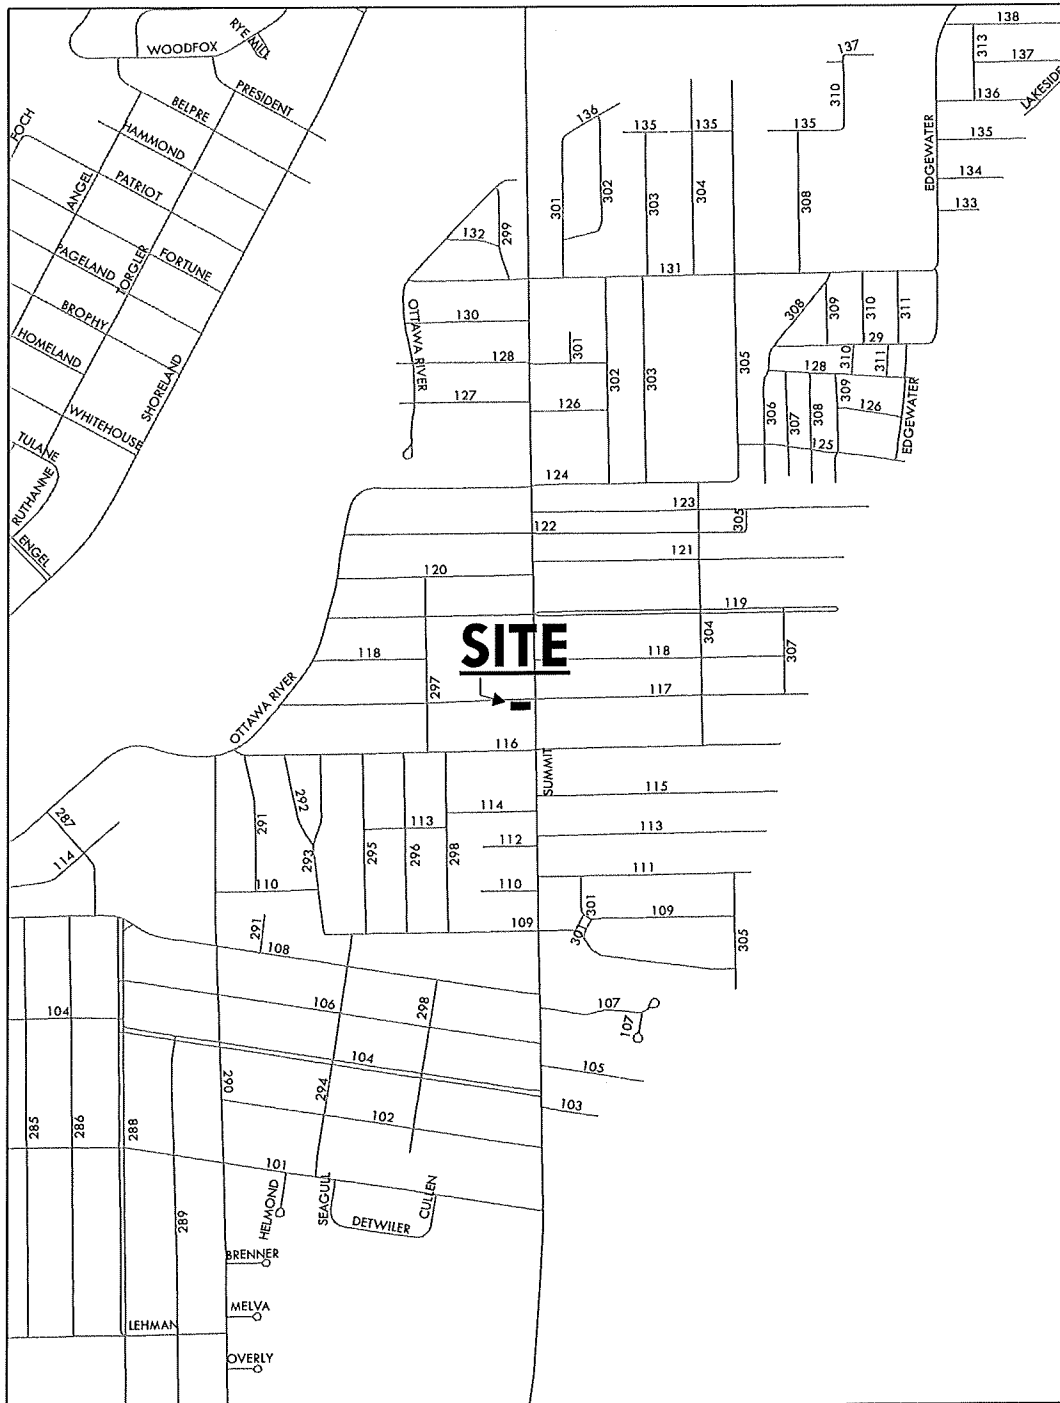 138
RYE MILL
WOODFOX
137
313
137
PRESIDENT
310
136
LAKESIDE
BELPRE
136
FOCH
HAMMOND
135
135
135
135
EDGEWATER
302
303
304
308
134
ANGEL
PATRIOT
301
133
132
299
TORGLER
FORTUNE
PAGELAND
131
OTTAWA RIVER
308
309
310
311
BROPHY
130
HOMELAND
301
129
305
SHORELAND
128
302
303
128
310
311
127
126
306
307
308
309
126
EDGEWATER
WHITEHOUSE
TULANE
125
124
RUTHANNE
123
305
122
ENGEL
121
120
119
SITE
304
118
118
307
297
117
OTTAWA RIVER
116
SUMMIT
292
115
287
291
114
113
113
114
293
295
296
298
112
111
110
110
301
109
109
301
291
305
108
298
106
107
107
104
104
105
290
294
103
102
285
286
288
101
HELMOND
SEAGULL
CULLEN
289
DETWILER
BRENNER
MELVA
LEHMAN
OVERLY